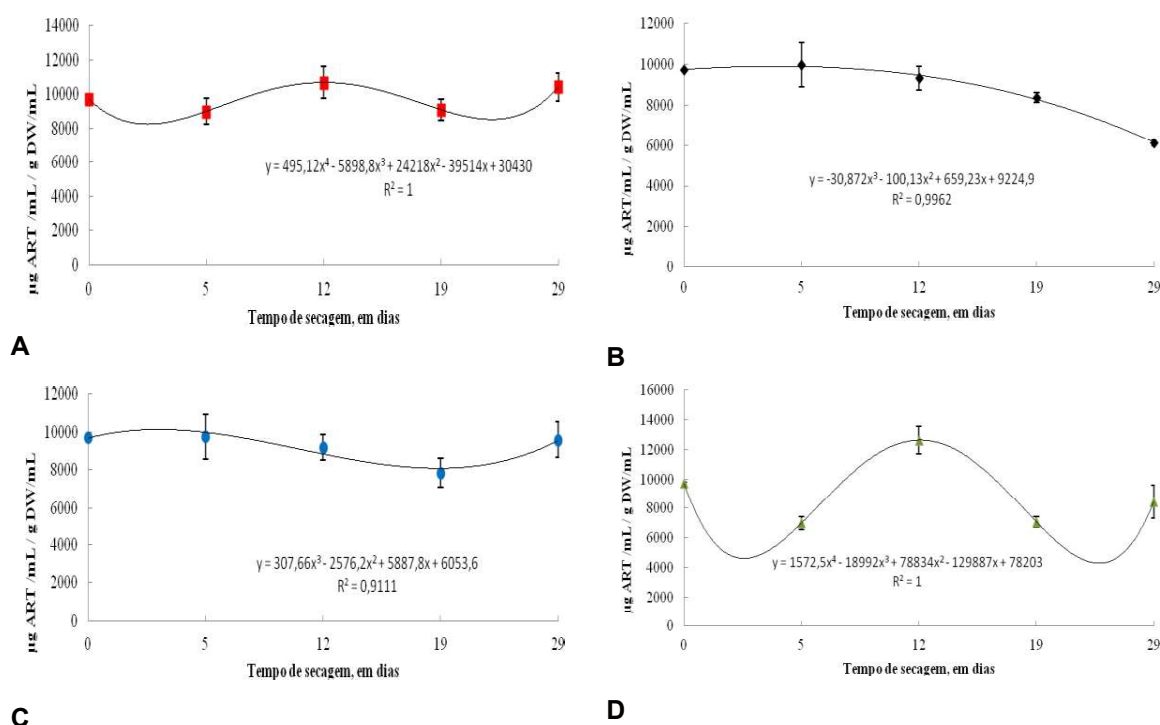 µg ART /mL / g DW/mL
14000
12000
10000
8000
6000
4000
2000
0
y = 495,12x⁴ - 5898,8x³ + 24218x² - 39514x + 30430
R² = 1
0 5 12 19 29
Tempo de secagem, em dias
A
µg ART/mL / g DW/mL
12000
10000
8000
6000
4000
2000
0
y = -30,872x³ - 100,13x² + 659,23x + 9224,9
R² = 0,9962
0 5 12 19 29
Tempo de secagem, em dias
B
µg ART /mL / g DW/mL
12000
10000
8000
6000
4000
2000
0
y = 307,66x³ - 2576,2x² + 5887,8x + 6053,6
R² = 0,9111
0 5 12 19 29
Tempo de secagem, em dias
C
µg ART /mL / g DW/mL
16000
14000
12000
10000
8000
6000
4000
2000
0
y = 1572,5x⁴ - 18992x³ + 78834x² - 129887x + 78203
R² = 1
0 5 12 19 29
Tempo de secagem, em dias
D